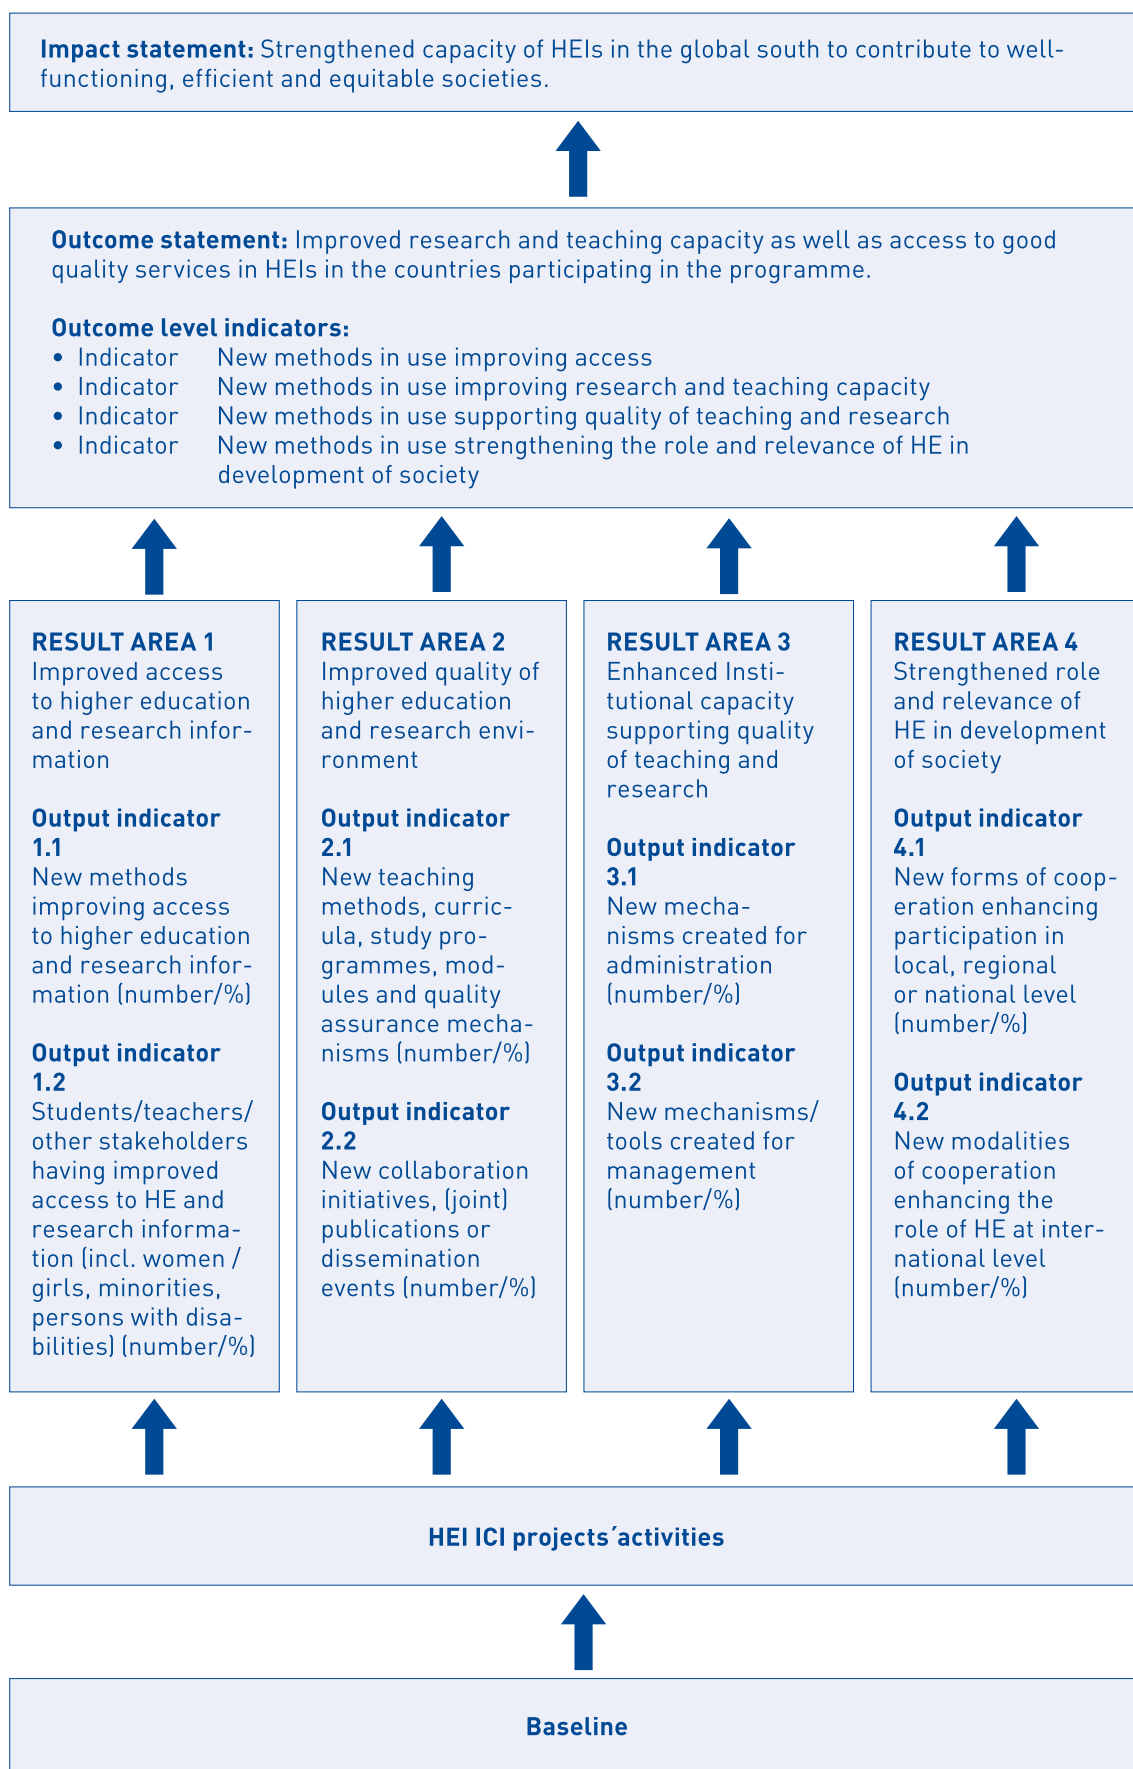 Impact statement: Strengthened capacity of HEIs in the global south to contribute to well-
functioning, efficient and equitable societies.
Outcome statement: Improved research and teaching capacity as well as access to good
quality services in HEIs in the countries participating in the programme.
Outcome level indicators:
• Indicator New methods in use improving access
• Indicator New methods in use improving research and teaching capacity
• Indicator New methods in use supporting quality of teaching and research
• Indicator New methods in use strengthening the role and relevance of HE in
development of society
RESULT AREA 1
Improved access
to higher education
and research infor-
mation
Output indicator
1.1
New methods
improving access
to higher education
and research infor-
mation (number/%)
Output indicator
1.2
Students/teachers/
other stakeholders
having improved
access to HE and
research informa-
tion (incl. women /
girls, minorities,
persons with disa-
bilities) (number/%)
RESULT AREA 2
Improved quality of
higher education
and research envi-
ronment
Output indicator
2.1
New teaching
methods, curric-
ula, study pro-
grammes, mod-
ules and quality
assurance mecha-
nisms (number/%)
Output indicator
2.2
New collaboration
initiatives, (joint)
publications or
dissemination
events (number/%)
RESULT AREA 3
Enhanced Insti-
tutional capacity
supporting quality
of teaching and
research
Output indicator
3.1
New mecha-
nisms created for
administration
(number/%)
Output indicator
3.2
New mechanisms/
tools created for
management
(number/%)
RESULT AREA 4
Strengthened role
and relevance of
HE in development
of society
Output indicator
4.1
New forms of coop-
eration enhancing
participation in
local, regional
or national level
(number/%)
Output indicator
4.2
New modalities
of cooperation
enhancing the
role of HE at inter-
national level
(number/%)
HEI ICI projects´activities
Baseline